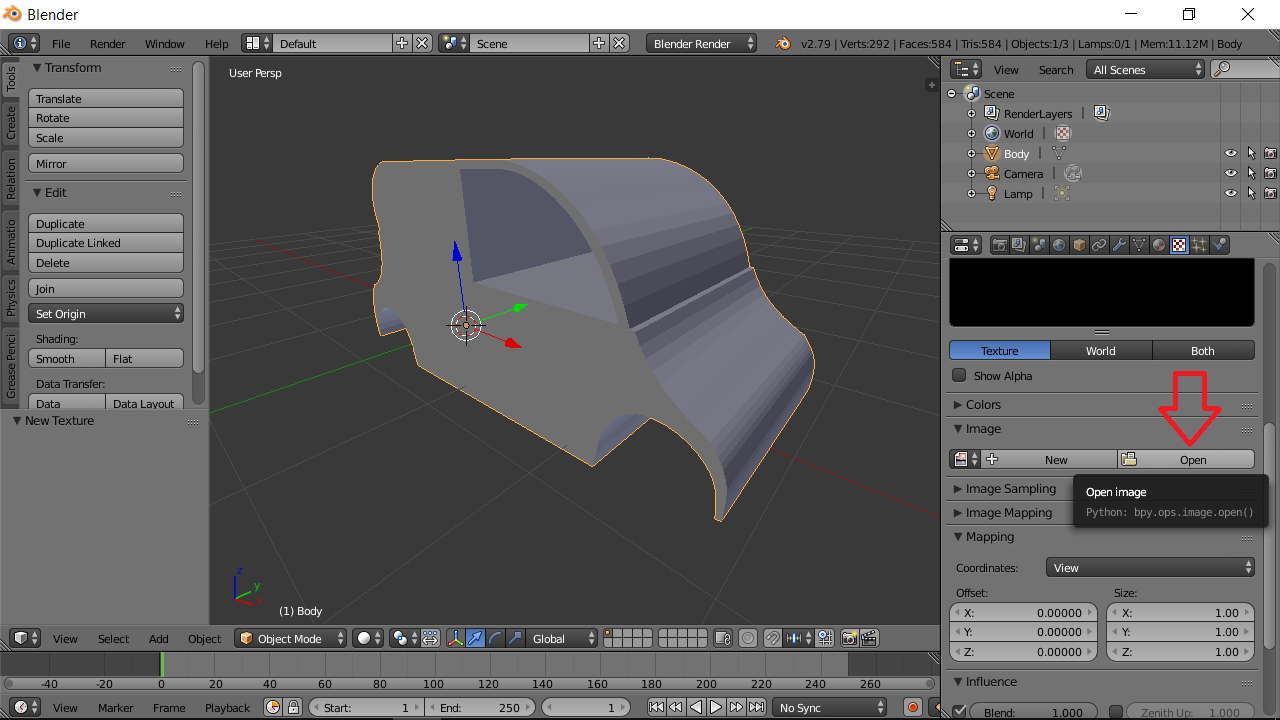 Blender
File Render Window Help Default Scene Blender Render v2.79 | Verts:292 | Faces:584 | Tris:584 | Objects:1/3 | Lamps:0/1 | Mem:11.12M | Body
Tools
Create
Relation
Animatio
Physics
Grease Penci
Transform
Translate
Rotate
Scale
Mirror
Edit
Duplicate
Duplicate Linked
Delete
Join
Set Origin
Shading:
Smooth Flat
Data Transfer:
Data Data Layout
New Texture
User Persp
z
y
x
(1) Body
View Search All Scenes
Scene
RenderLayers |
World |
Body |
Camera |
Lamp |
Texture World Both
Show Alpha
Colors
Image
New Open
Image Sampling
Image Mapping
Open image
Python: bpy.ops.image.open()
Mapping
Coordinates: View
Offset: Size:
X: 0.00000 X: 1.00
Y: 0.00000 Y: 1.00
Z: 0.00000 Z: 1.00
Influence
Blend: 1.000 Zenith Up: 1.000
View Select Add Object Object Mode Global
-40 -20 0 20 40 60 80 100 120 140 160 180 200 220 240 260
View Marker Frame Playback Start: 1 End: 250 1 No Sync